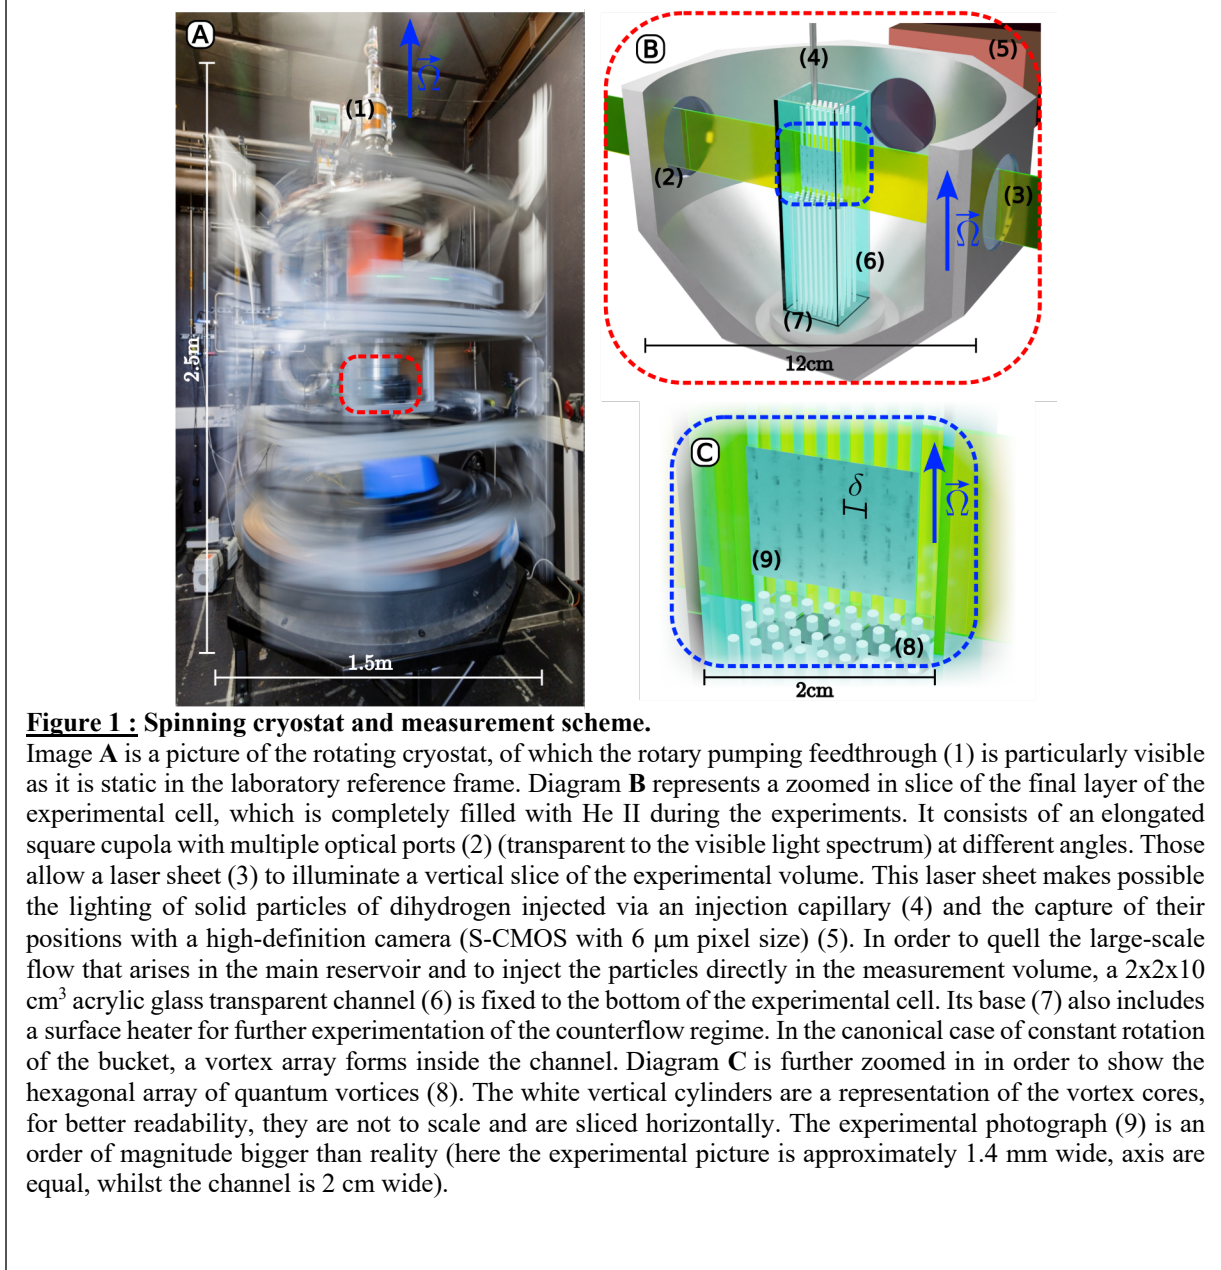 A
Ω
(1)
2.5m
1.5m
B
(4)
(5)
(2)
(3)
Ω
(6)
(7)
12cm
C
δ
Ω
(9)
(8)
2cm
Figure 1 : Spinning cryostat and measurement scheme.
Image A is a picture of the rotating cryostat, of which the rotary pumping feedthrough (1) is particularly visible
as it is static in the laboratory reference frame. Diagram B represents a zoomed in slice of the final layer of the
experimental cell, which is completely filled with He II during the experiments. It consists of an elongated
square cupola with multiple optical ports (2) (transparent to the visible light spectrum) at different angles. Those
allow a laser sheet (3) to illuminate a vertical slice of the experimental volume. This laser sheet makes possible
the lighting of solid particles of dihydrogen injected via an injection capillary (4) and the capture of their
positions with a high-definition camera (S-CMOS with 6 μm pixel size) (5). In order to quell the large-scale
flow that arises in the main reservoir and to inject the particles directly in the measurement volume, a 2x2x10
cm³ acrylic glass transparent channel (6) is fixed to the bottom of the experimental cell. Its base (7) also includes
a surface heater for further experimentation of the counterflow regime. In the canonical case of constant rotation
of the bucket, a vortex array forms inside the channel. Diagram C is further zoomed in in order to show the
hexagonal array of quantum vortices (8). The white vertical cylinders are a representation of the vortex cores,
for better readability, they are not to scale and are sliced horizontally. The experimental photograph (9) is an
order of magnitude bigger than reality (here the experimental picture is approximately 1.4 mm wide, axis are
equal, whilst the channel is 2 cm wide).